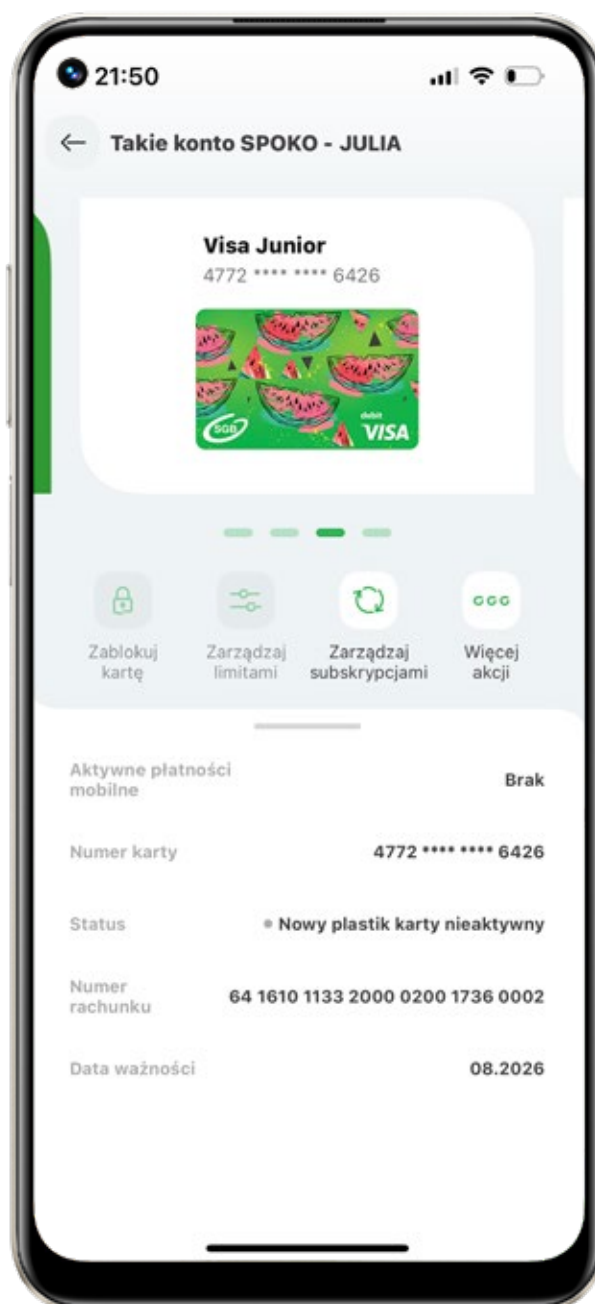 21:50
Takie konto SPOKO - JULIA
Visa Junior
4772 **** **** 6426
SGB
debit
VISA
Zablokuj
kartę
Zarządzaj
limitami
Zarządzaj
subskrypcjami
Więcej
akcji
Aktywne płatności
mobilne
Brak
Numer karty
4772 **** **** 6426
Status
Nowy plastik karty nieaktywny
Numer
rachunku
64 1610 1133 2000 0200 1736 0002
Data ważności
08.2026